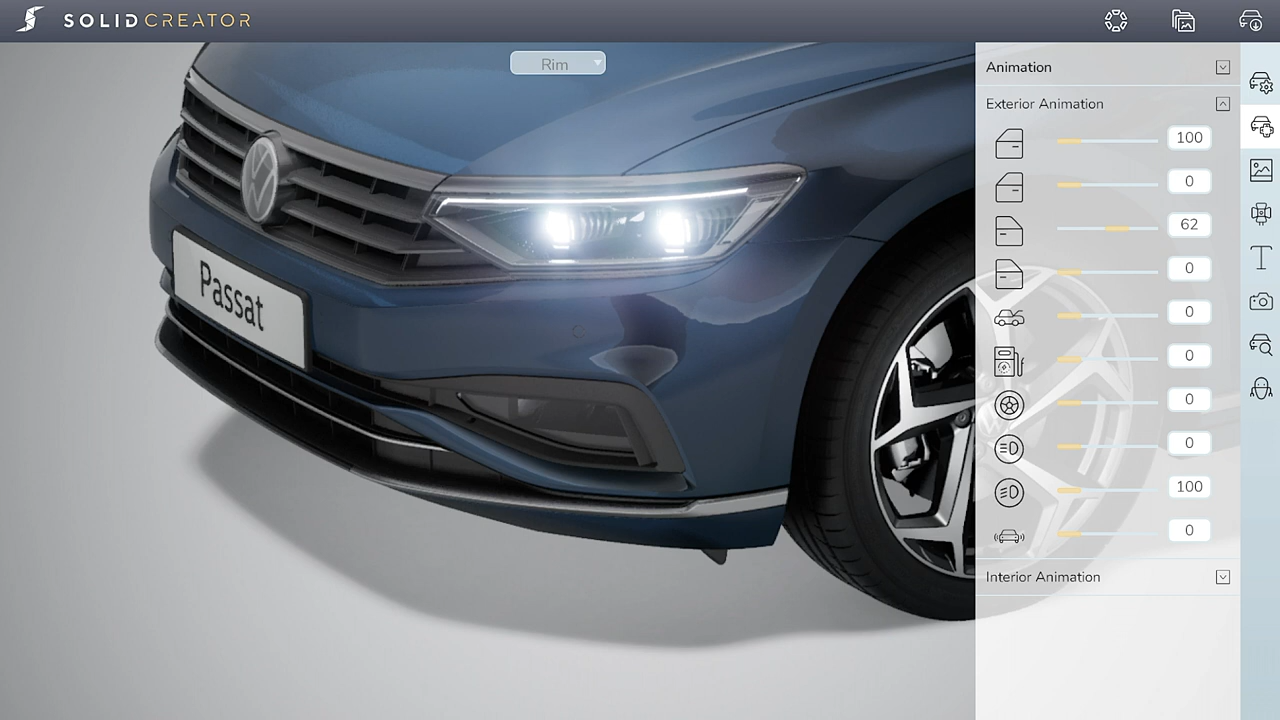 SOLIDCREATOR
Rim
Passat
Animation
Exterior Animation
100
0
62
0
0
0
0
0
100
0
Interior Animation